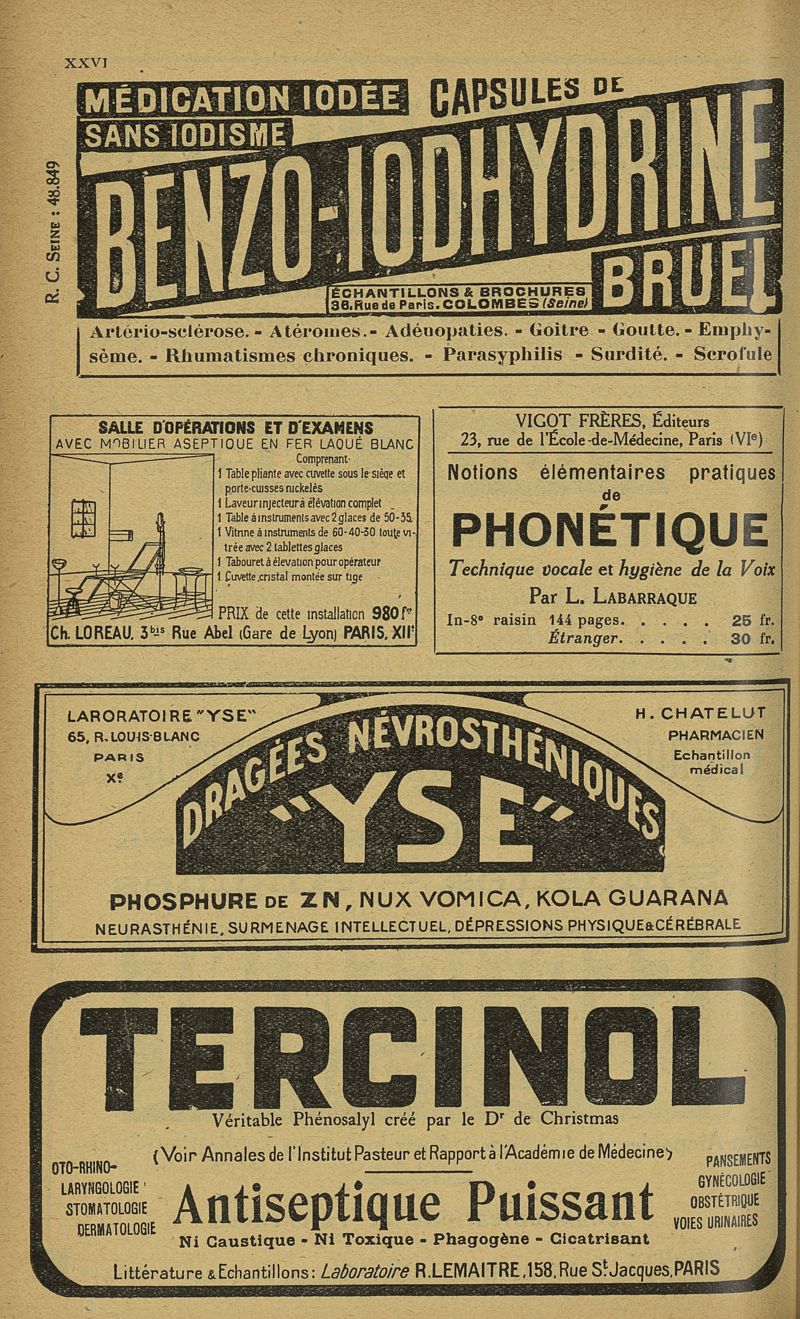 XXVI
MÉDICATION IODÉE
CAPSULES DE
SANS IODISME
BENZO-IODHYDRINE
BRUEL
ÉCHANTILLONS & BROCHURES
36, Rue de Paris. COLOMBES (Seine)
R. C. SEINE : 48.849
Artério-sclérose. - Atéromes. - Adénopaties. - Goitre - Goutte. - Emphy-
sème. - Rhumatismes chroniques. - Parasyphilis - Surdité. - Scrofule
SALLE D'OPÉRATIONS ET D'EXAMENS
AVEC MOBILIER ASEPTIQUE EN FER LAQUÉ BLANC
Comprenant
1 Table pliante avec cuvette sous le siège et
porte-cuisses nickelés
1 Laveur injecteur à élévation complet
1 Table à instruments avec 2 glaces de 50-35
1 Vitrine à instruments de 60-40-30 toute vi-
trée avec 2 tablettes glaces
1 Tabouret à élevation pour opérateur
1 Cuvette cristal montée sur tige
PRIX de cette installation 980 frs
Ch. LOREAU. 3bis Rue Abel (Gare de Lyon) PARIS. XIIe
VIGOT FRÈRES, Éditeurs
23, rue de l'École-de-Médecine, Paris (VIe)
Notions élémentaires pratiques
de
PHONÉTIQUE
Technique vocale et hygiène de la Voix
Par L. LABARRAQUE
In-8° raisin 144 pages. . . . . 25 fr.
Étranger. . . . . 30 fr.
LARORATOIRE "YSE"
65, R. LOUIS-BLANC
PARIS
Xe
H. CHATELUT
PHARMACIEN
Echantillon
médical
DRAGÉES NÉVROSTHÉNIQUES
"YSE"
PHOSPHURE DE ZN, NUX VOMICA, KOLA GUARANA
NEURASTHÉNIE, SURMENAGE INTELLECTUEL, DÉPRESSIONS PHYSIQUE & CÉRÉBRALE
TERCINOL
Véritable Phénosalyl créé par le Dr de Christmas
(Voir Annales de l'Institut Pasteur et Rapport à l'Académie de Médecine)
OTO-RHINO-
LARYNGOLOGIE
STOMATOLOGIE
DERMATOLOGIE
Antiseptique Puissant
PANSEMENTS
GYNÉCOLOGIE
OBSTÉTRIQUE
VOIES URINAIRES
Ni Caustique - Ni Toxique - Phagogène - Cicatrisant
Littérature & Echantillons : Laboratoire R. LEMAITRE, 158, Rue St Jacques, PARIS